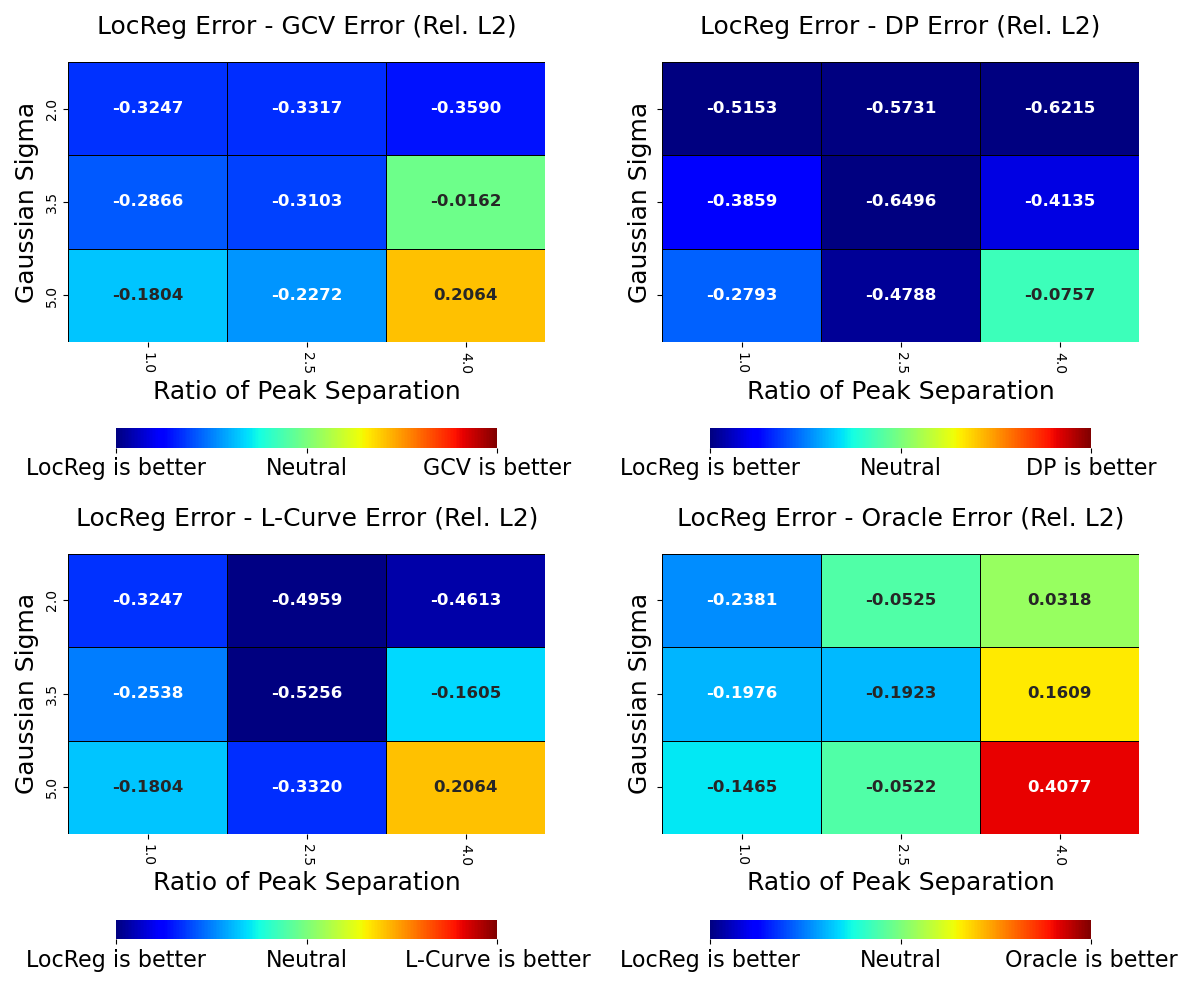 LocReg Error - GCV Error (Rel. L2)
Gaussian Sigma
2.0 -0.3247 -0.3317 -0.3590
3.5 -0.2866 -0.3103 -0.0162
5.0 -0.1804 -0.2272 0.2064
1.0 2.5 4.0
Ratio of Peak Separation
LocReg is better Neutral GCV is better
LocReg Error - DP Error (Rel. L2)
Gaussian Sigma
-0.5153 -0.5731 -0.6215
-0.3859 -0.6496 -0.4135
-0.2793 -0.4788 -0.0757
1.0 2.5 4.0
Ratio of Peak Separation
LocReg is better Neutral DP is better
LocReg Error - L-Curve Error (Rel. L2)
Gaussian Sigma
2.0 -0.3247 -0.4959 -0.4613
3.5 -0.2538 -0.5256 -0.1605
5.0 -0.1804 -0.3320 0.2064
1.0 2.5 4.0
Ratio of Peak Separation
LocReg is better Neutral L-Curve is better
LocReg Error - Oracle Error (Rel. L2)
Gaussian Sigma
-0.2381 -0.0525 0.0318
-0.1976 -0.1923 0.1609
-0.1465 -0.0522 0.4077
1.0 2.5 4.0
Ratio of Peak Separation
LocReg is better Neutral Oracle is better